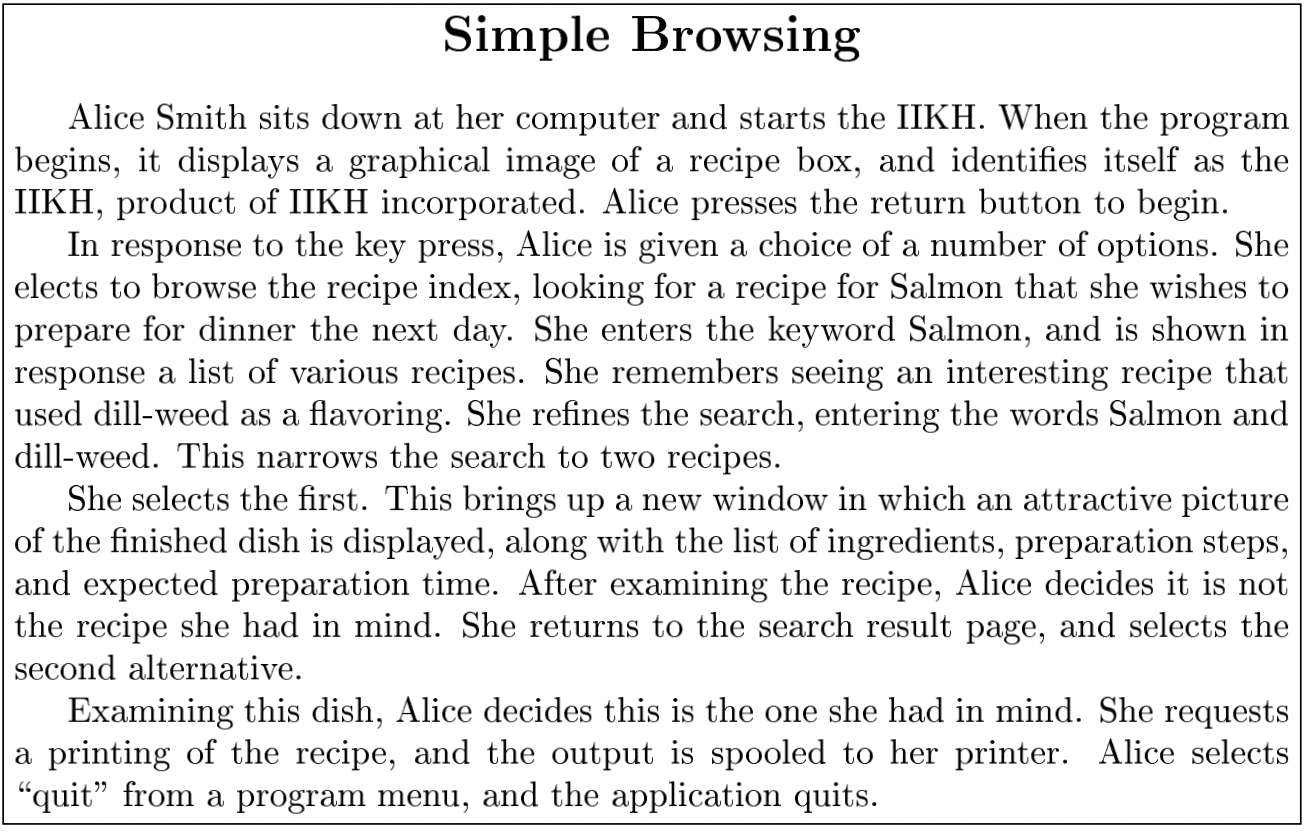 Simple Browsing
Alice Smith sits down at her computer and starts the IIKH. When the program
begins, it displays a graphical image of a recipe box, and identifies itself as the
IIKH, product of IIKH incorporated. Alice presses the return button to begin.
In response to the key press, Alice is given a choice of a number of options. She
elects to browse the recipe index, looking for a recipe for Salmon that she wishes to
prepare for dinner the next day. She enters the keyword Salmon, and is shown in
response a list of various recipes. She remembers seeing an interesting recipe that
used dill-weed as a flavoring. She refines the search, entering the words Salmon and
dill-weed. This narrows the search to two recipes.
She selects the first. This brings up a new window in which an attractive picture
of the finished dish is displayed, along with the list of ingredients, preparation steps,
and expected preparation time. After examining the recipe, Alice decides it is not
the recipe she had in mind. She returns to the search result page, and selects the
second alternative.
Examining this dish, Alice decides this is the one she had in mind. She requests
a printing of the recipe, and the output is spooled to her printer. Alice selects
“quit” from a program menu, and the application quits.